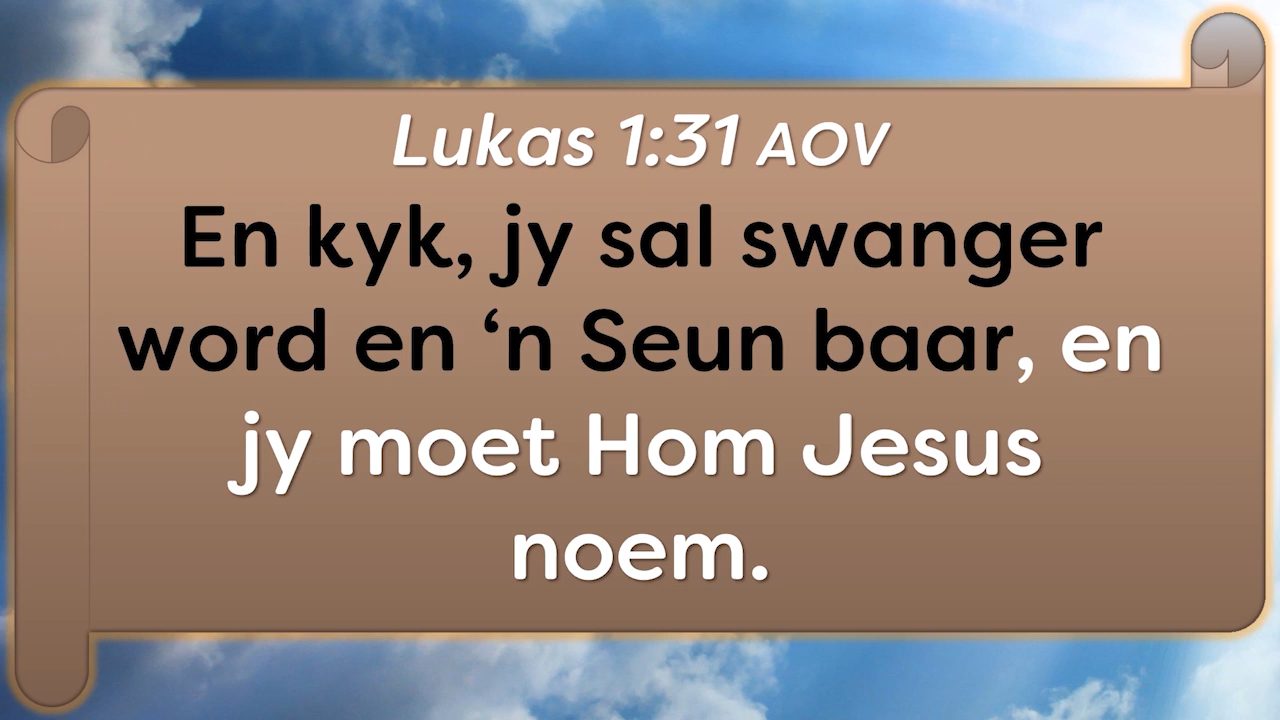 Lukas 1:31 AOV
En kyk, jy sal swanger
word en ‘n Seun baar, en
jy moet Hom Jesus
noem.